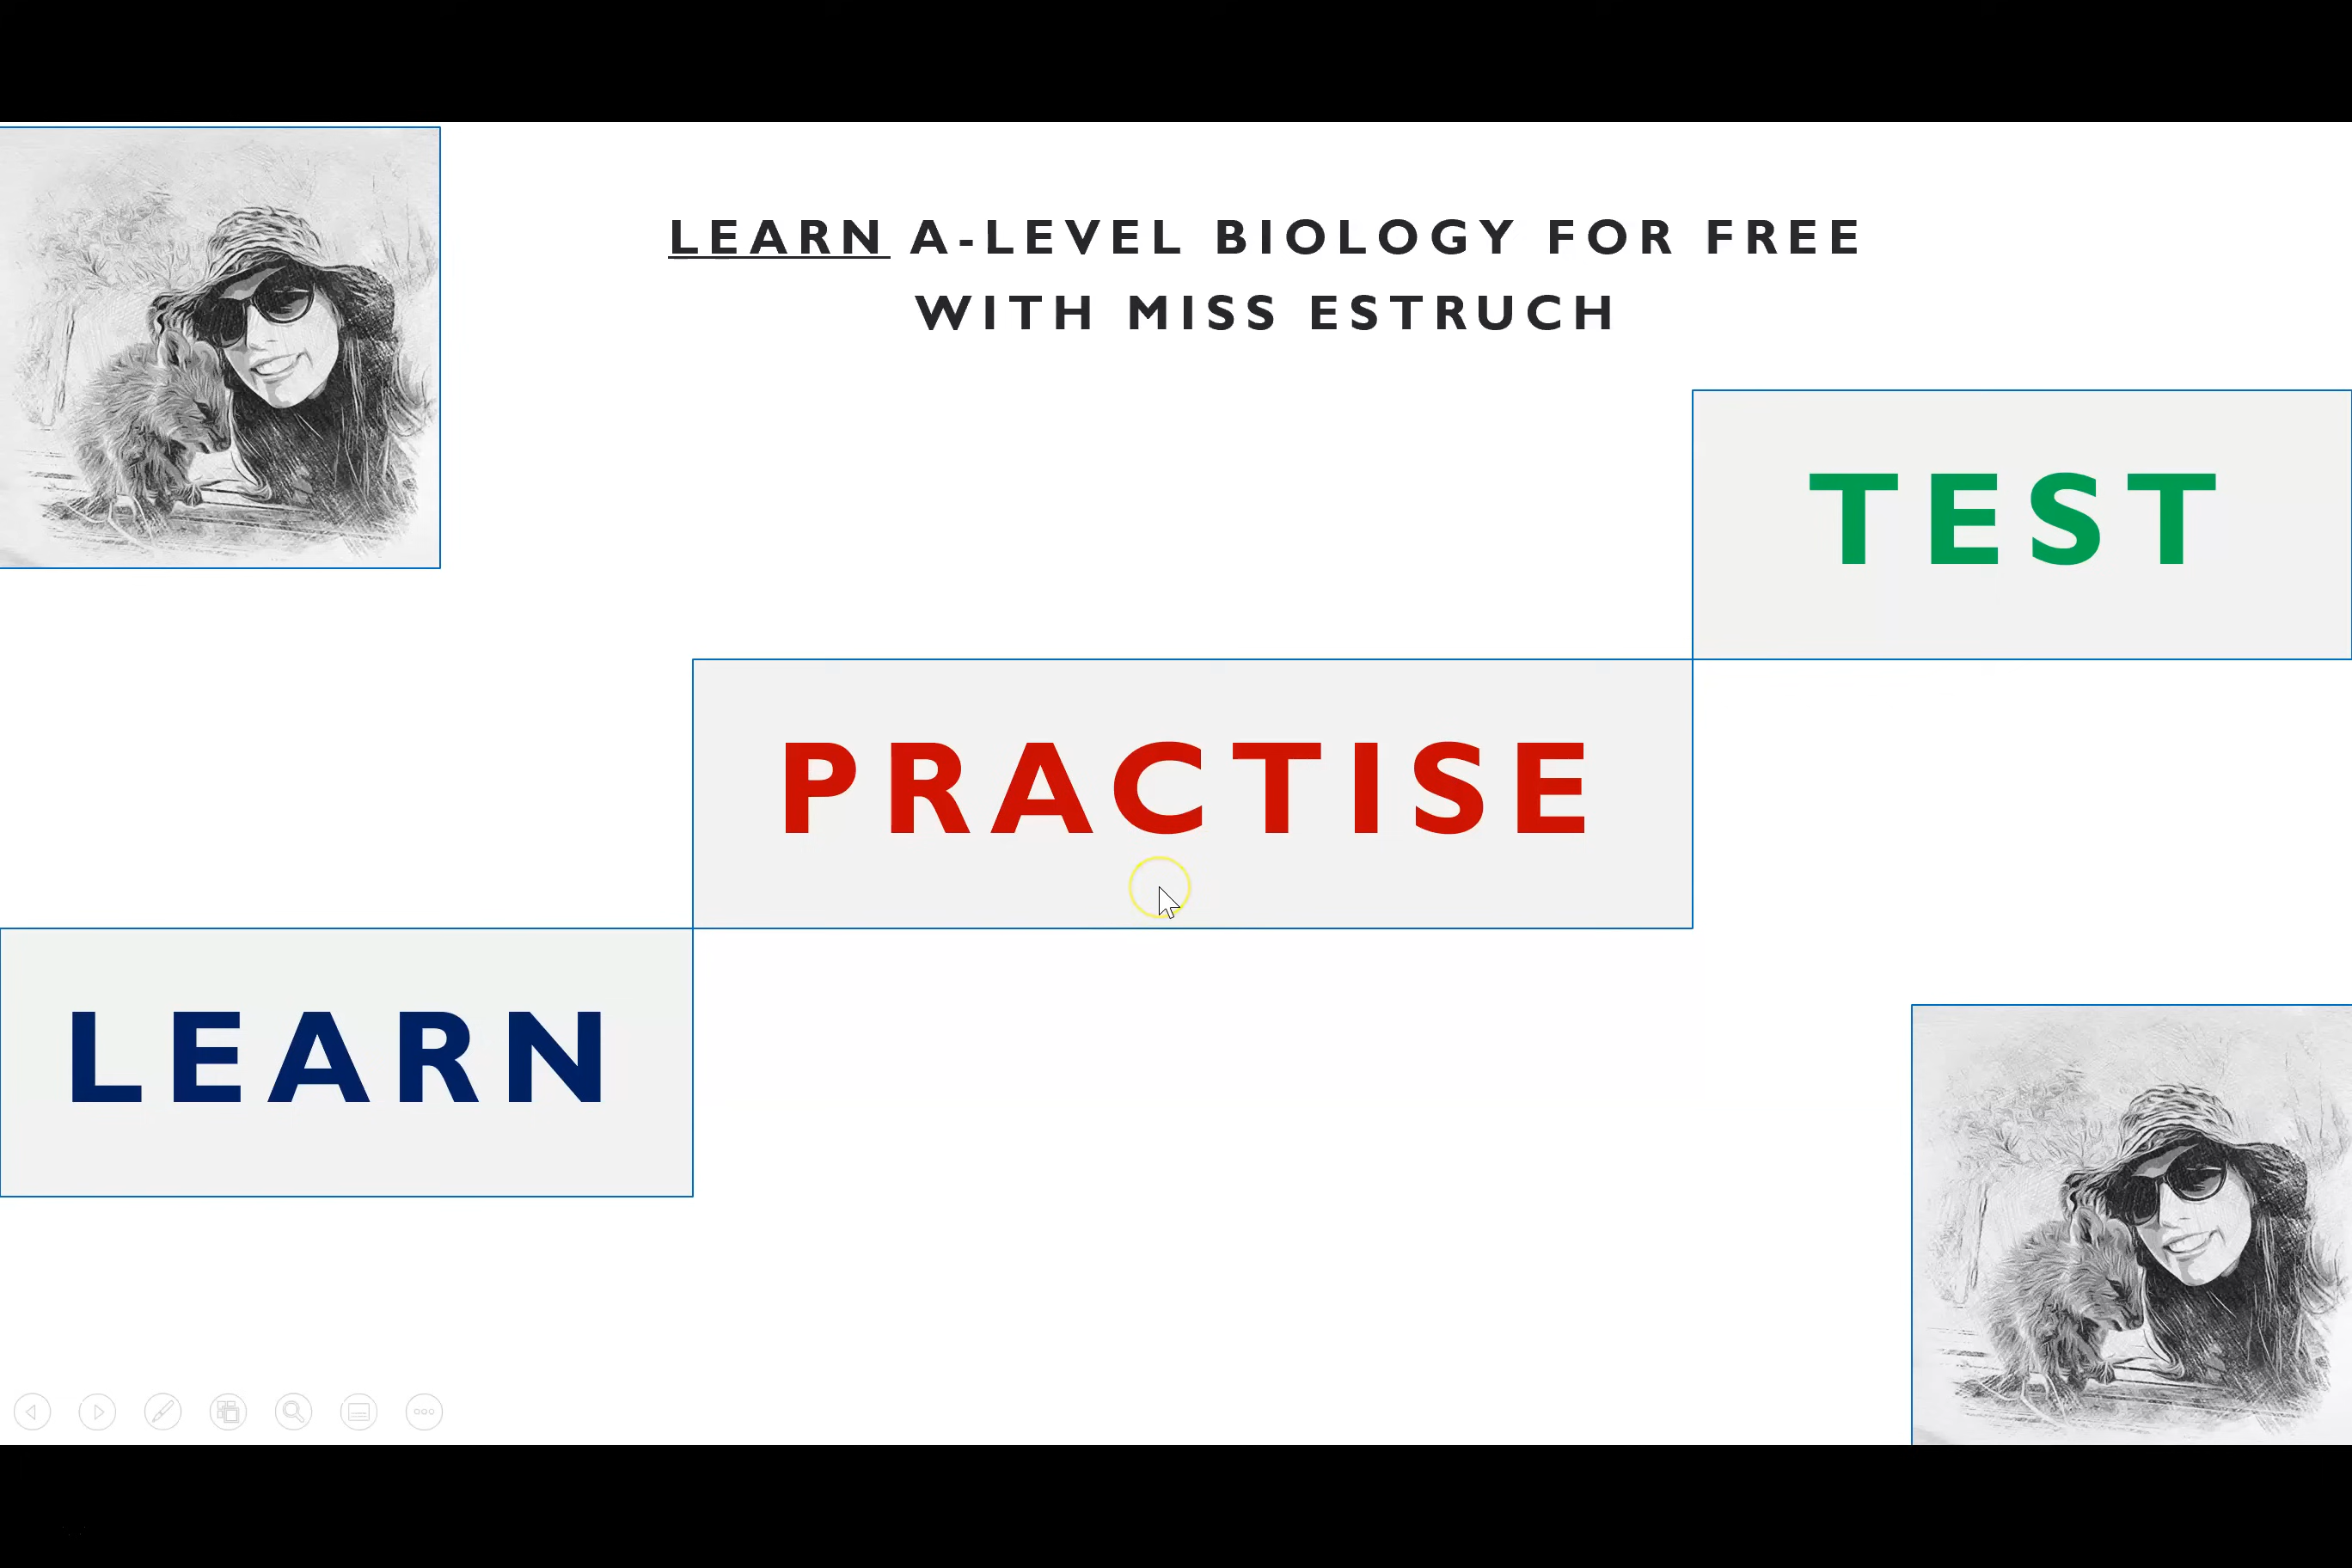 LEARN A-LEVEL BIOLOGY FOR FREE
WITH MISS ESTRUCH
TEST
PRACTISE
LEARN